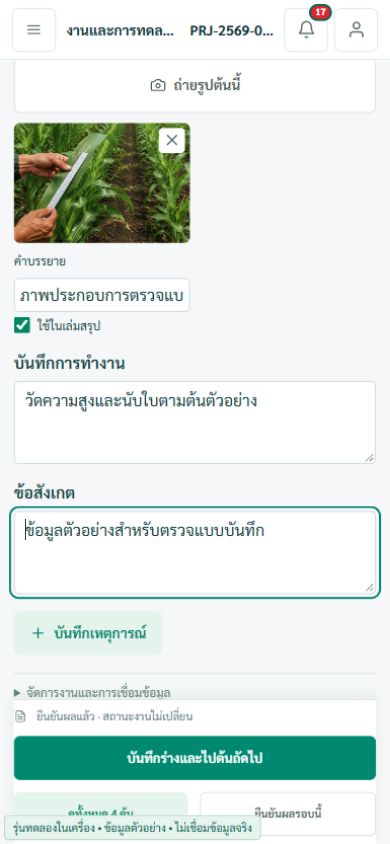 งานและการทดล... PRJ-2569-0... 17
ถ่ายรูปต้นนี้
คำบรรยาย
ภาพประกอบการตรวจแบ
ใช้ในเล่มสรุป
บันทึกการทำงาน
วัดความสูงและนับใบตามต้นตัวอย่าง
ข้อสังเกต
ข้อมูลตัวอย่างสำหรับตรวจแบบบันทึก
+ บันทึกเหตุการณ์
จัดการงานและการเชื่อมข้อมูล
ยืนยันผลแล้ว · สถานะงานไม่เปลี่ยน
บันทึกร่างและไปต้นถัดไป
ยืนยันผลรอบนี้
รุ่นทดลองในเครื่อง • ข้อมูลตัวอย่าง • ไม่เชื่อมข้อมูลจริง